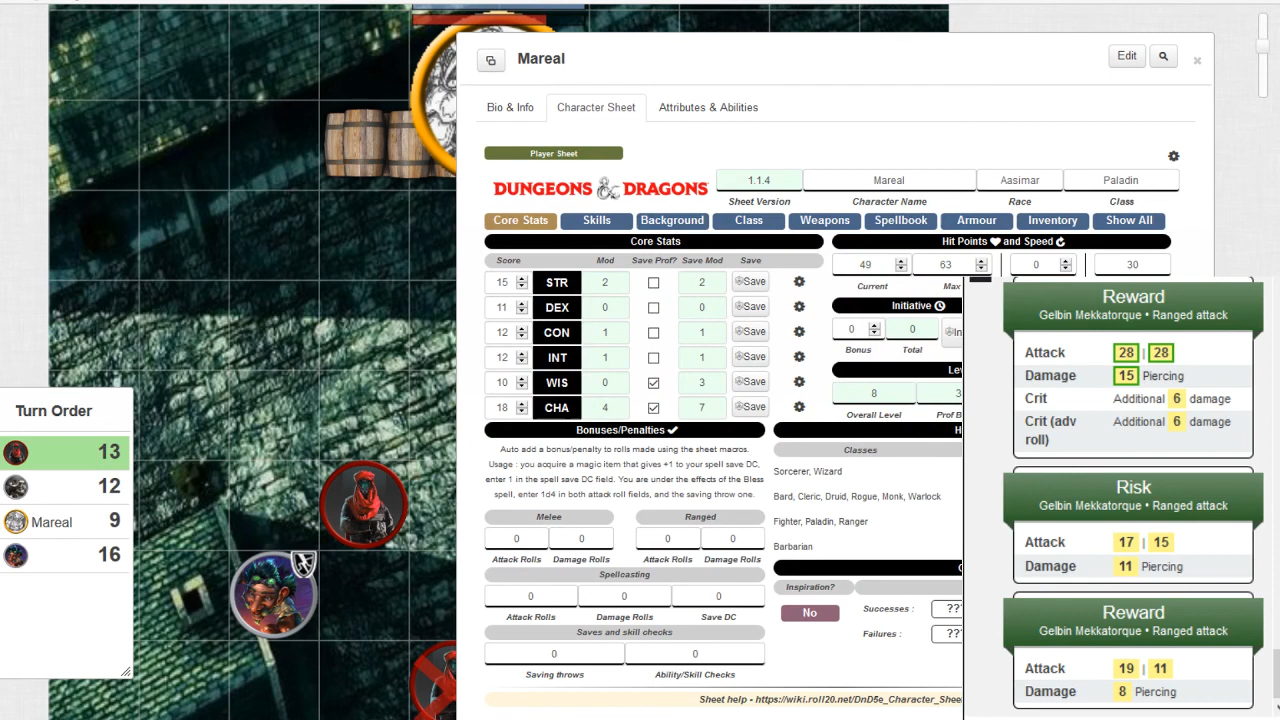 Mareal
Edit
Bio & Info
Character Sheet
Attributes & Abilities
Player Sheet
DUNGEONS & DRAGONS
1.1.4
Mareal
Aasimar
Paladin
Sheet Version
Character Name
Race
Class
Core Stats
Skills
Background
Class
Weapons
Spellbook
Armour
Inventory
Show All
Core Stats
Score Mod Save Prof? Save Mod Save
15 STR 2 2 Save
11 DEX 0 0 Save
12 CON 1 1 Save
12 INT 1 1 Save
10 WIS 0 3 Save
18 CHA 4 7 Save
Hit Points and Speed
49 63 0 30
Current Max
Initiative
0 0 In
Bonus Total
Lev
8 3
Overall Level Prof B
Bonuses/Penalties
Auto add a bonus/penalty to rolls made using the sheet macros.
Usage : you acquire a magic item that gives +1 to your spell save DC,
enter 1 in the spell save DC field. You are under the effects of the Bless
spell, enter 1d4 in both attack roll fields, and the saving throw one.
Melee Ranged
0 0 0 0
Attack Rolls Damage Rolls Attack Rolls Damage Rolls
Spellcasting
0 0 0
Attack Rolls Damage Rolls Save DC
Saves and skill checks
0 0
Saving throws Ability/Skill Checks
H
Classes
Sorcerer, Wizard
Bard, Cleric, Druid, Rogue, Monk, Warlock
Fighter, Paladin, Ranger
Barbarian
Inspiration?
No
Successes : ??
Failures : ??
Sheet help - https://wiki.roll20.net/DnD5e_Character_Shee
Turn Order
13
12
Mareal 9
16
Reward
Gelbin Mekkatorque • Ranged attack
Attack 28 | 28
Damage 15 Piercing
Crit Additional 6 damage
Crit (adv Additional 6 damage
roll)
Risk
Gelbin Mekkatorque • Ranged attack
Attack 17 | 15
Damage 11 Piercing
Reward
Gelbin Mekkatorque • Ranged attack
Attack 19 | 11
Damage 8 Piercing